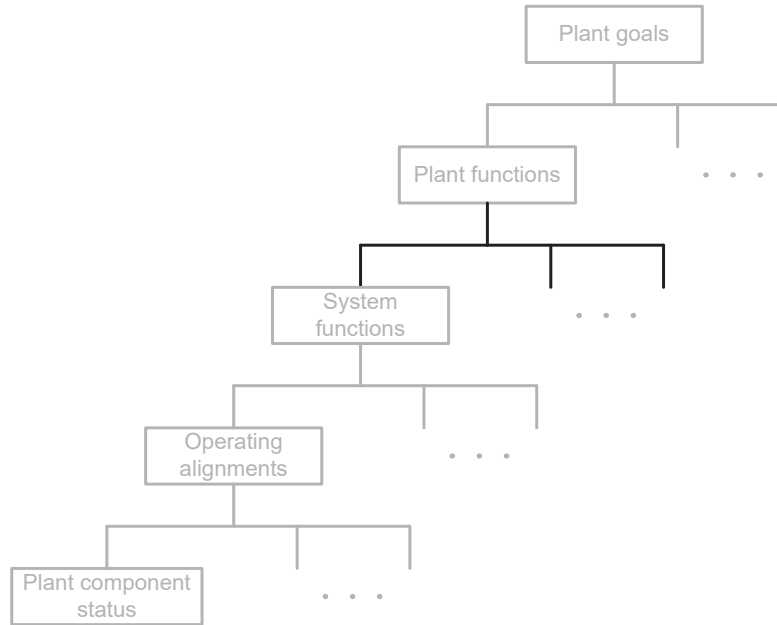 Plant goals
Plant functions
. . .
System
functions
. . .
Operating
alignments
. . .
Plant component
status
. . .